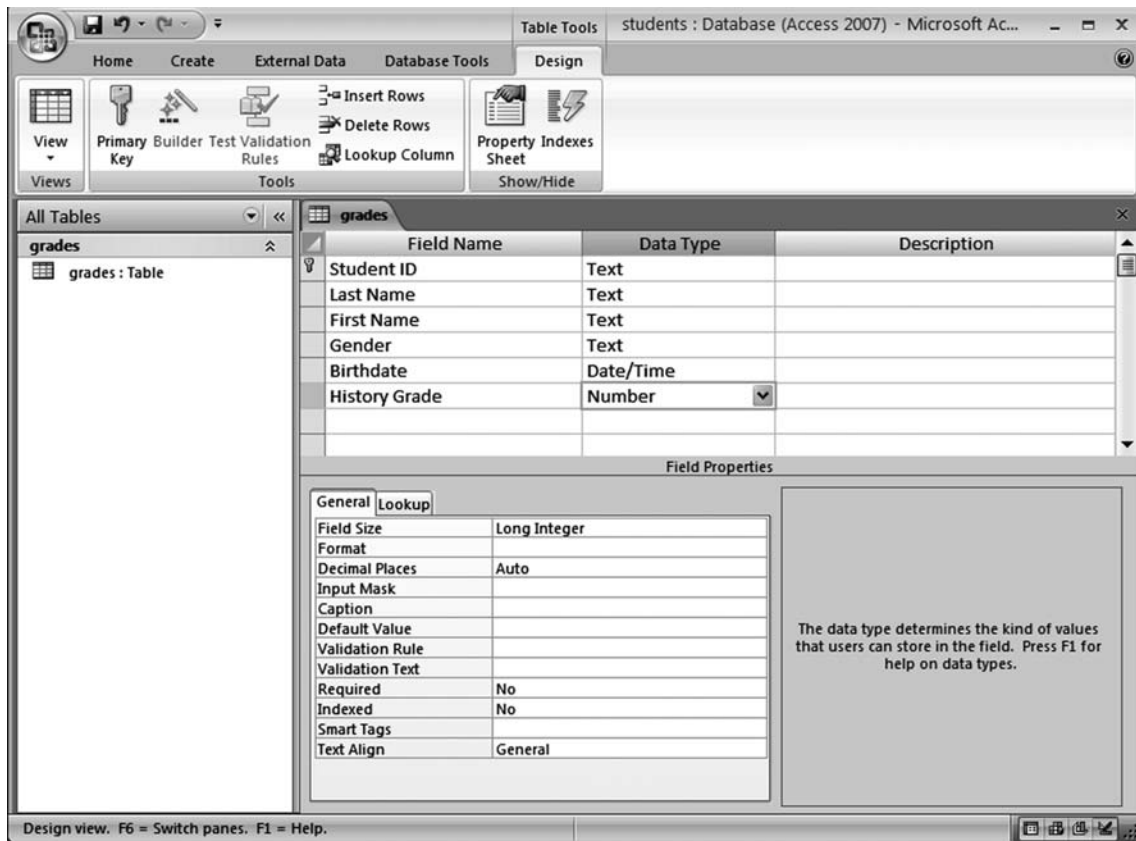 Table Tools students : Database (Access 2007) - Microsoft Ac...
Home Create External Data Database Tools Design
View
Views
Primary Key
Builder
Test Validation Rules
Insert Rows
Delete Rows
Lookup Column
Tools
Property Sheet
Indexes
Show/Hide
All Tables
grades
grades : Table
grades
Field Name Data Type Description
Student ID Text
Last Name Text
First Name Text
Gender Text
Birthdate Date/Time
History Grade Number
Field Properties
General Lookup
Field Size Long Integer
Format
Decimal Places Auto
Input Mask
Caption
Default Value
Validation Rule
Validation Text
Required No
Indexed No
Smart Tags
Text Align General
The data type determines the kind of values
that users can store in the field. Press F1 for
help on data types.
Design view. F6 = Switch panes. F1 = Help.